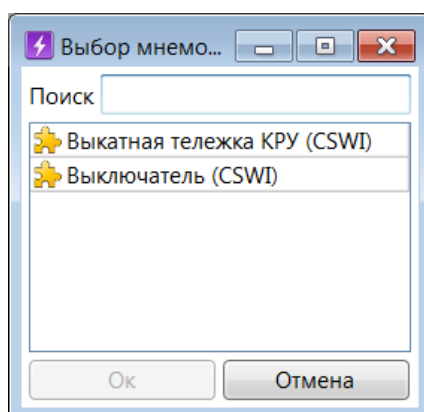 Выбор мнемо...
Поиск
Выкатная тележка КРУ (CSWI)
Выключатель (CSWI)
Ок
Отмена